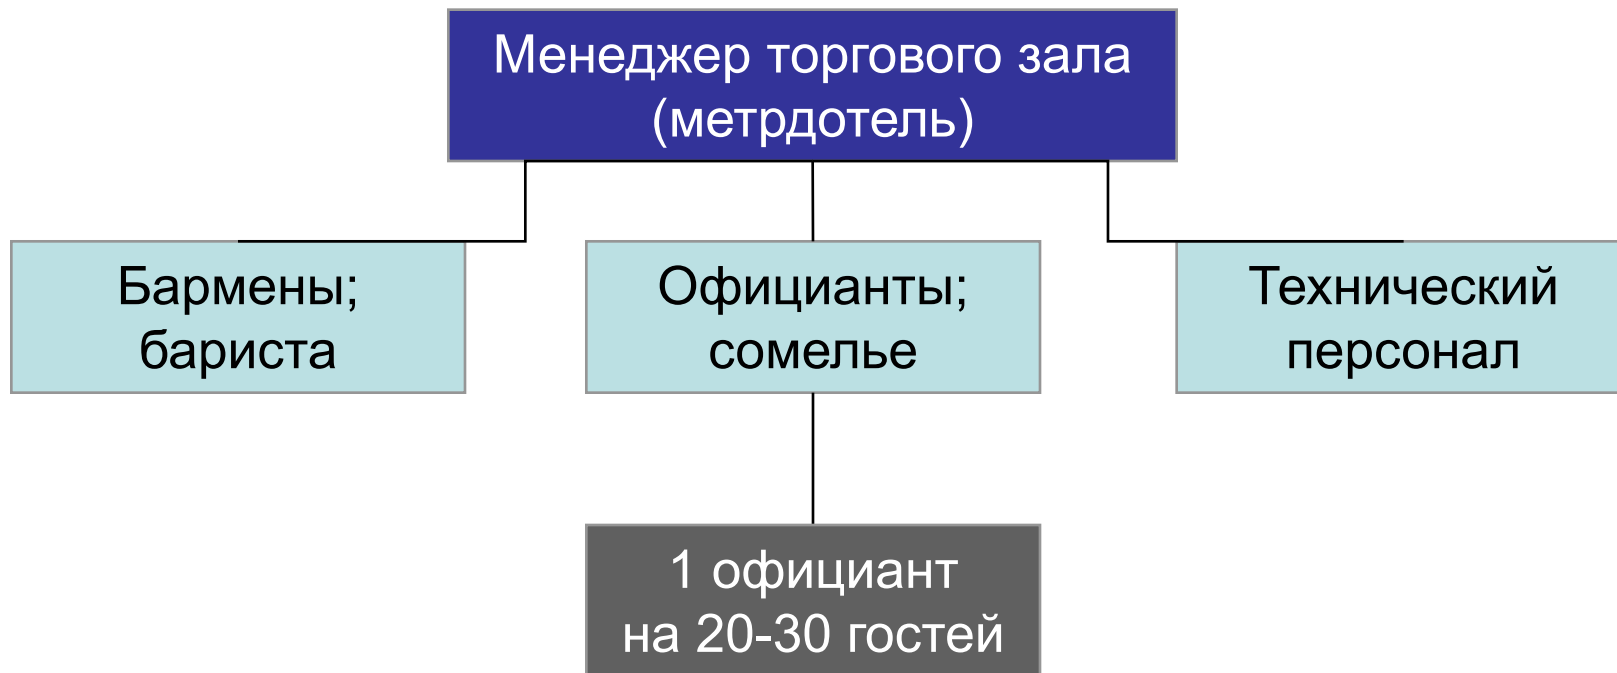 Менеджер торгового зала
(метрдотель)
Бармены;
бариста
Официанты;
сомелье
Технический
персонал
1 официант
на 20-30 гостей